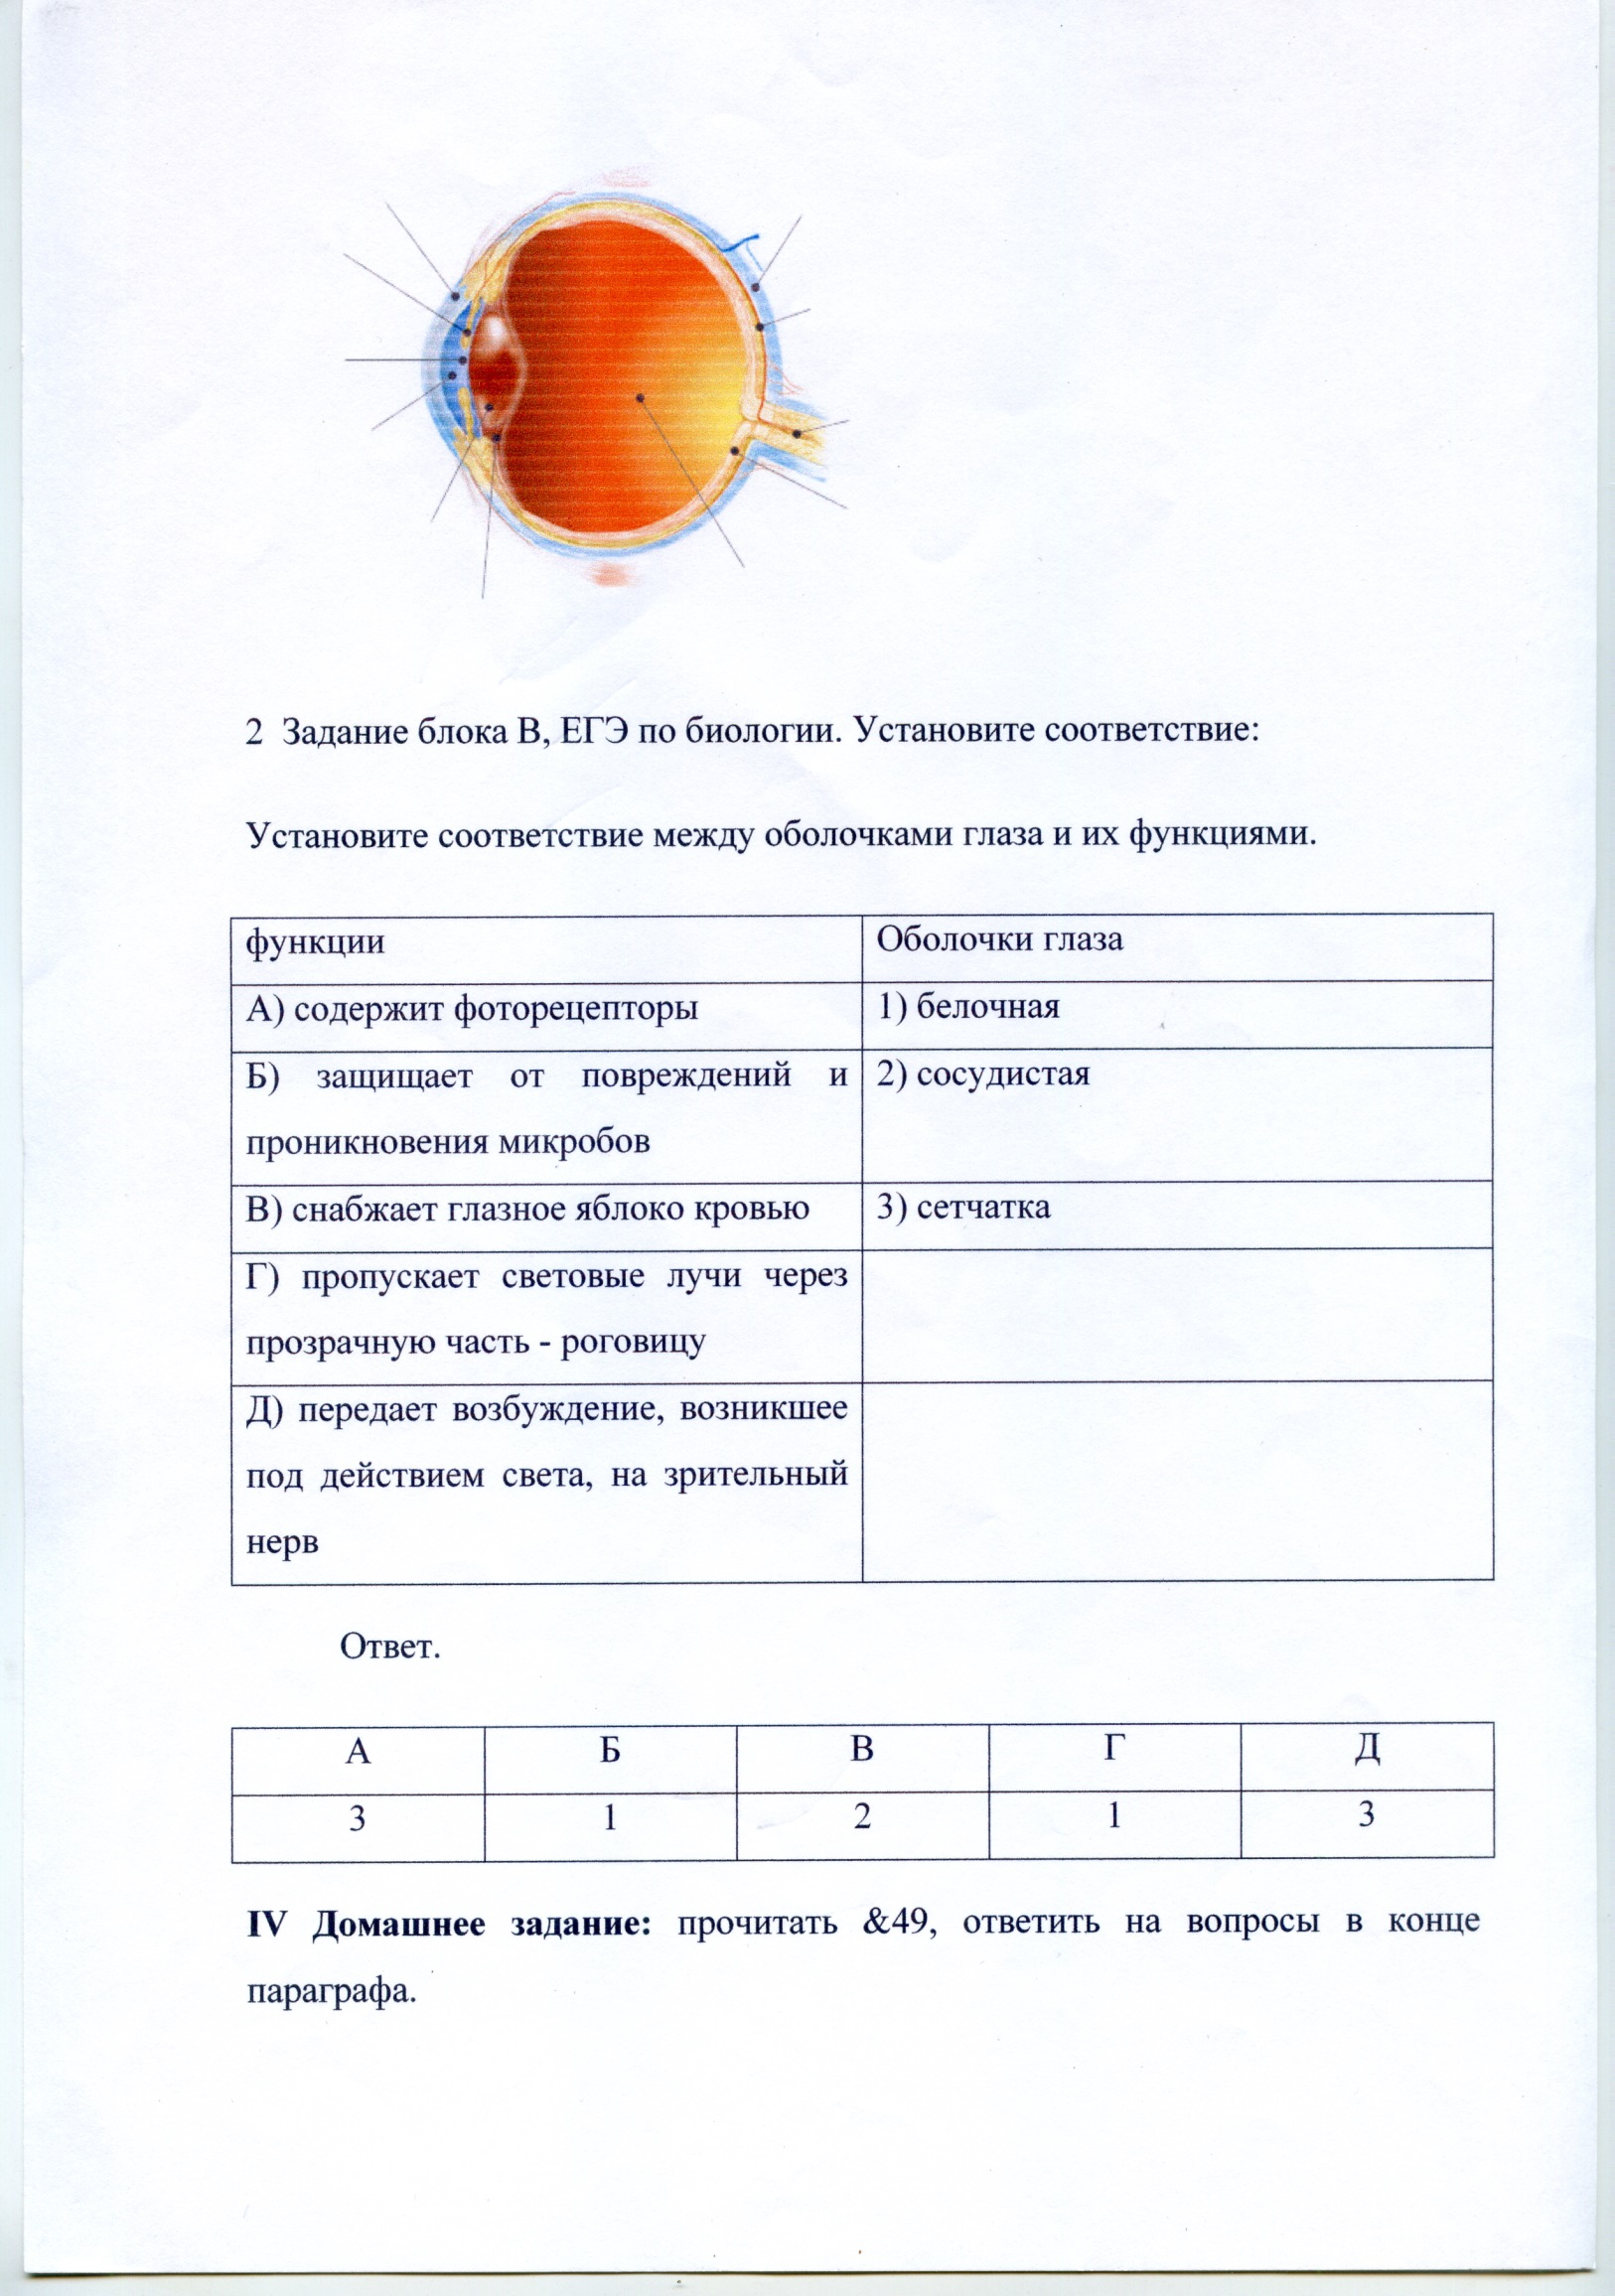 2 Задание блока В, ЕГЭ по биологии. Установите соответствие:
Установите соответствие между оболочками глаза и их функциями.
функции
Оболочки глаза
А) содержит фоторецепторы
1) белочная
Б) защищает от повреждений и
проникновения микробов
2) сосудистая
В) снабжает глазное яблоко кровью
3) сетчатка
Г) пропускает световые лучи через
прозрачную часть - роговицу
Д) передает возбуждение, возникшее
под действием света, на зрительный
нерв
Ответ.
А Б В Г Д
3 1 2 1 3
IV Домашнее задание: прочитать &49, ответить на вопросы в конце
параграфа.